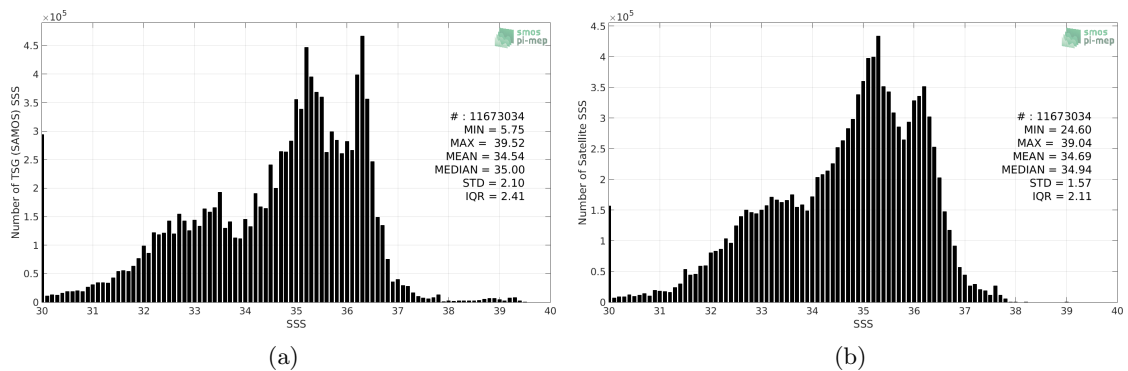 ×10⁵
4.5
4
3.5
3
2.5
2
1.5
1
0.5
0
30 31 32 33 34 35 36 37 38 39 40
SSS
Number of TSG (SAMOS) SSS
smos
pi-mep
# : 11673034
MIN = 5.75
MAX = 39.52
MEAN = 34.54
MEDIAN = 35.00
STD = 2.10
IQR = 2.41
(a)
×10⁵
4.5
4
3.5
3
2.5
2
1.5
1
0.5
0
30 31 32 33 34 35 36 37 38 39 40
SSS
Number of Satellite SSS
smos
pi-mep
# : 11673034
MIN = 24.60
MAX = 39.04
MEAN = 34.69
MEDIAN = 34.94
STD = 1.57
IQR = 2.11
(b)